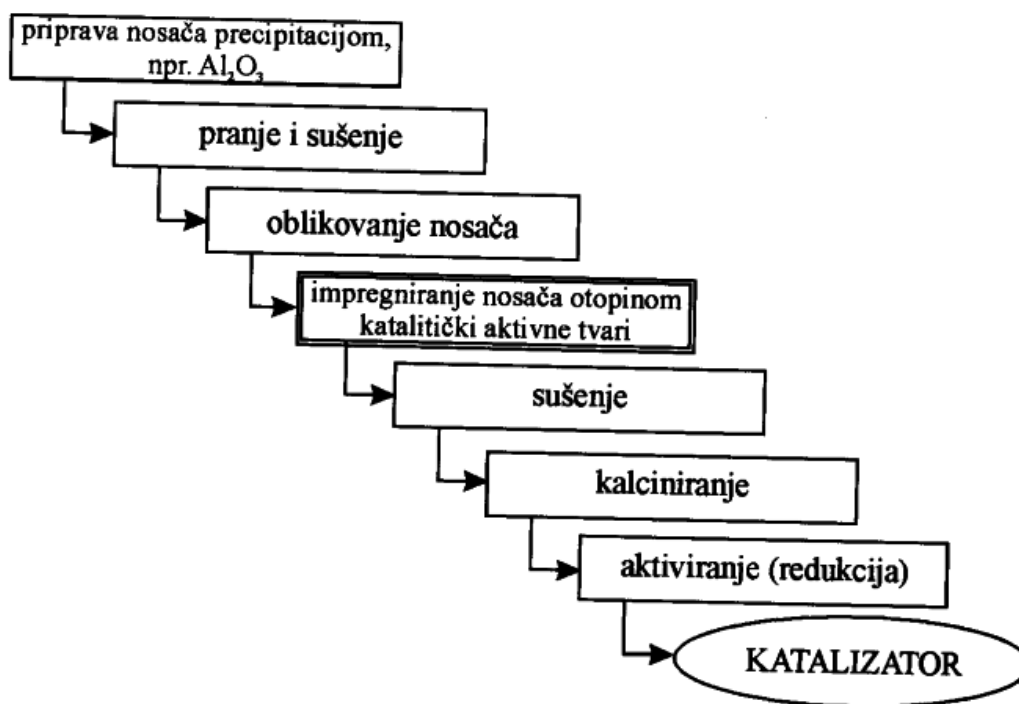 priprava nosača precipitacijom,
npr. Al₂O₃
pranje i sušenje
oblikovanje nosača
impregniranje nosača otopinom
katalitički aktivne tvari
sušenje
kalciniranje
aktiviranje (redukcija)
KATALIZATOR